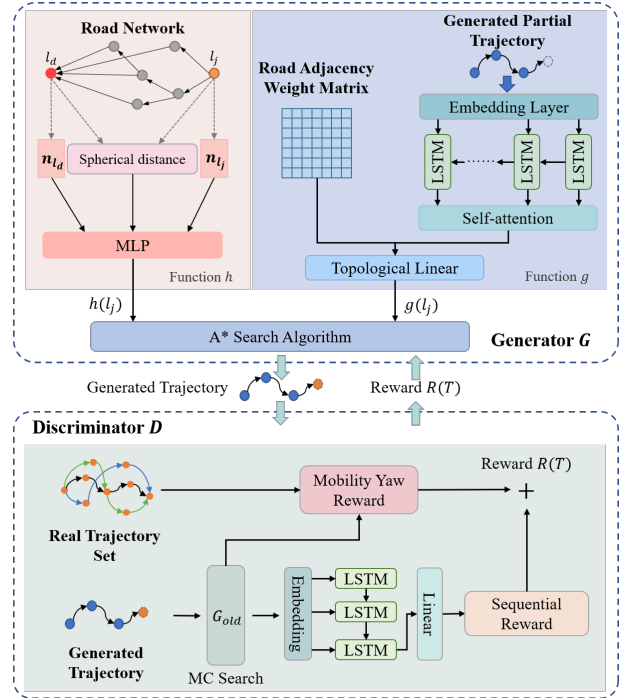 Road Network
l_d
l_j
n_{l_d}
Spherical distance
n_{l_j}
MLP
Function h
h(l_j)
Generated Partial
Trajectory
Road Adjacency
Weight Matrix
Embedding Layer
LSTM
LSTM
LSTM
Self-attention
Topological Linear
Function g
g(l_j)
A* Search Algorithm
Generator G
Generated Trajectory
Reward R(T)
Discriminator D
Real Trajectory
Set
Mobility Yaw
Reward
Reward R(T)
+
Generated
Trajectory
G_{old}
MC Search
Embedding
LSTM
LSTM
LSTM
Linear
Sequential
Reward